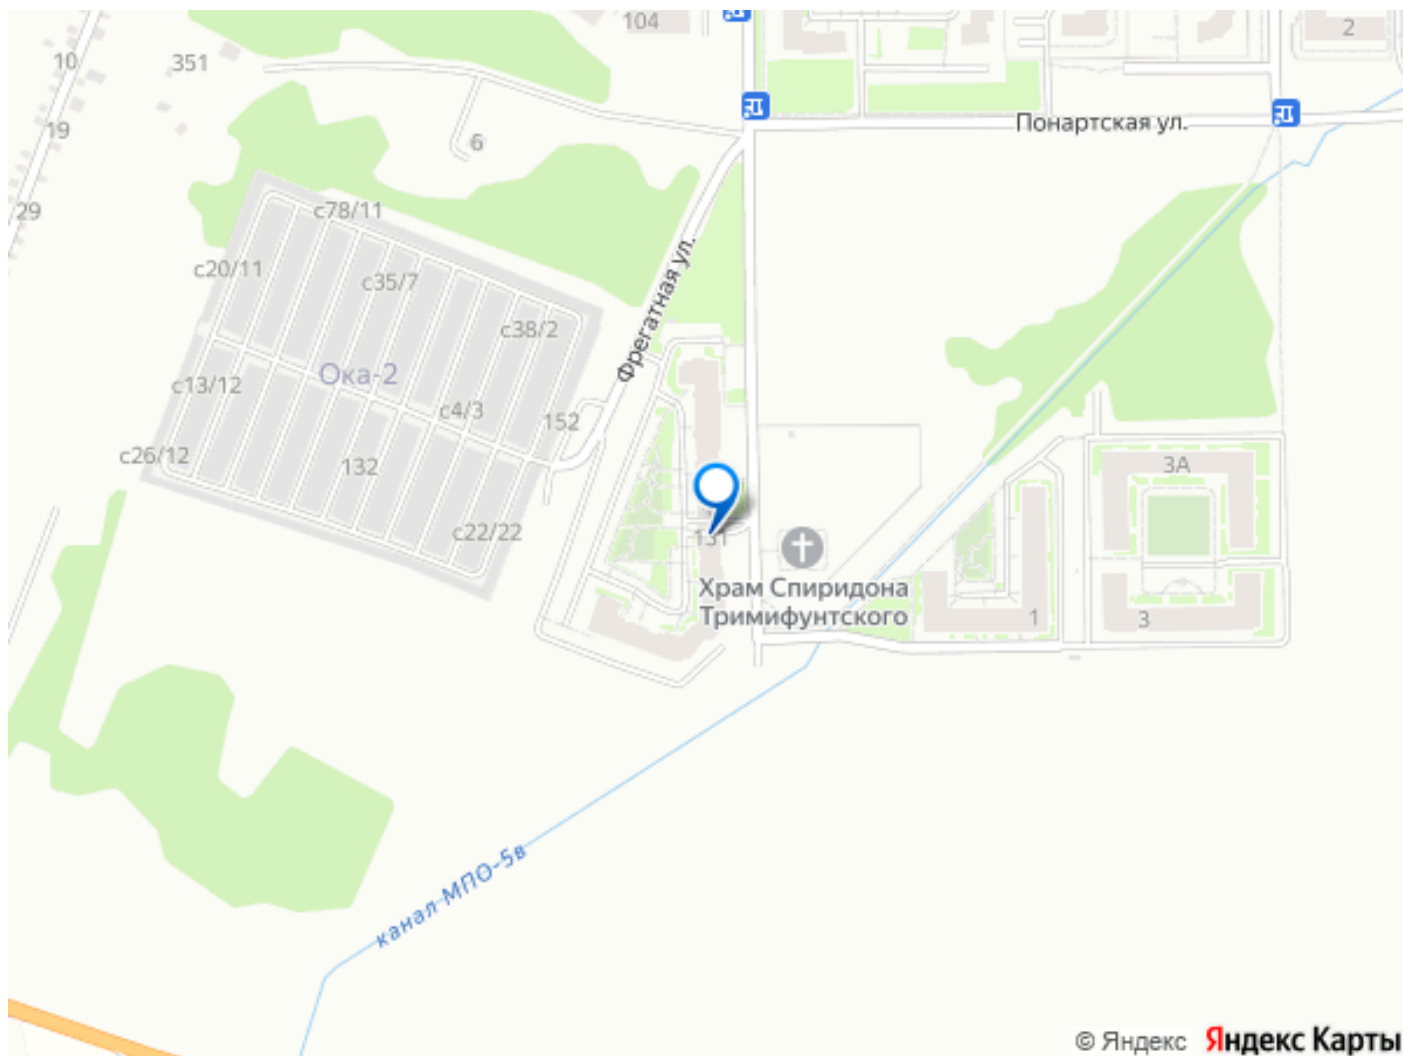 104
2
10
351
Понартская ул.
19
6
29
с78/11
с20/11
с35/7
Фрегатная ул.
с38/2
Ока-2
с13/12
с4/3
152
с26/12
132
3А
с22/22
131
Храм Спиридона
Тримифунтского
1
3
канал МПО-5в
© Яндекс Яндекс Карты